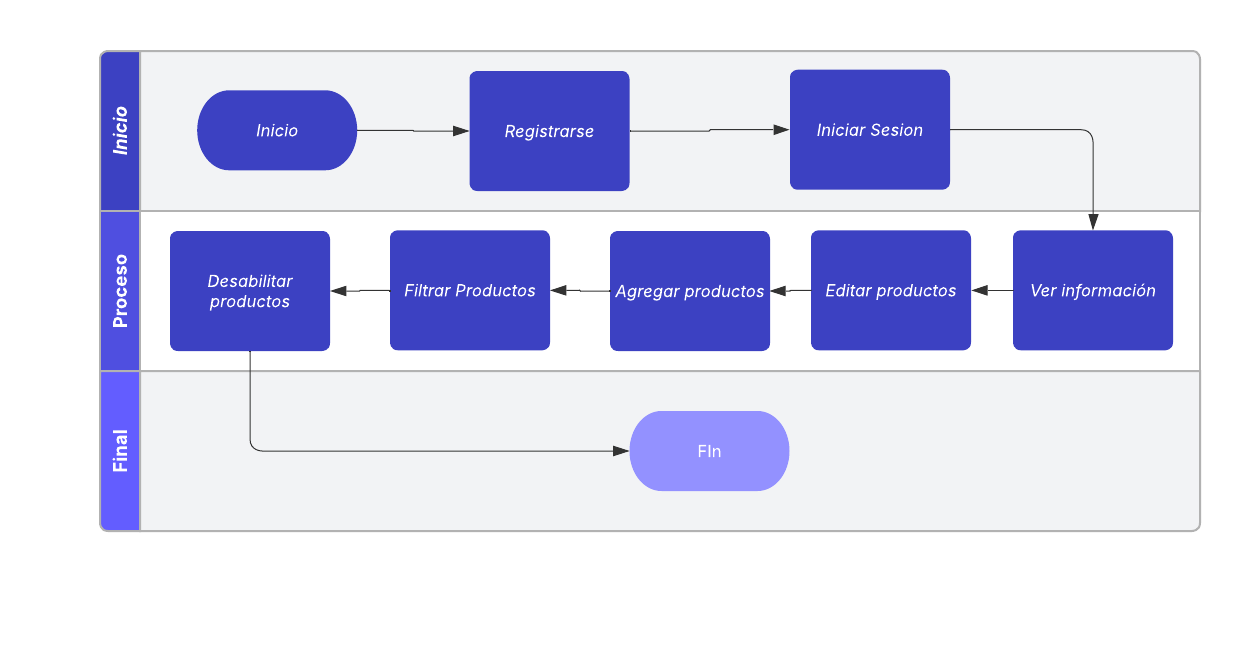 Inicio
Inicio
Registrarse
Iniciar Sesion
Proceso
Desabilitar
productos
Filtrar Productos
Agregar productos
Editar productos
Ver información
Final
FIn